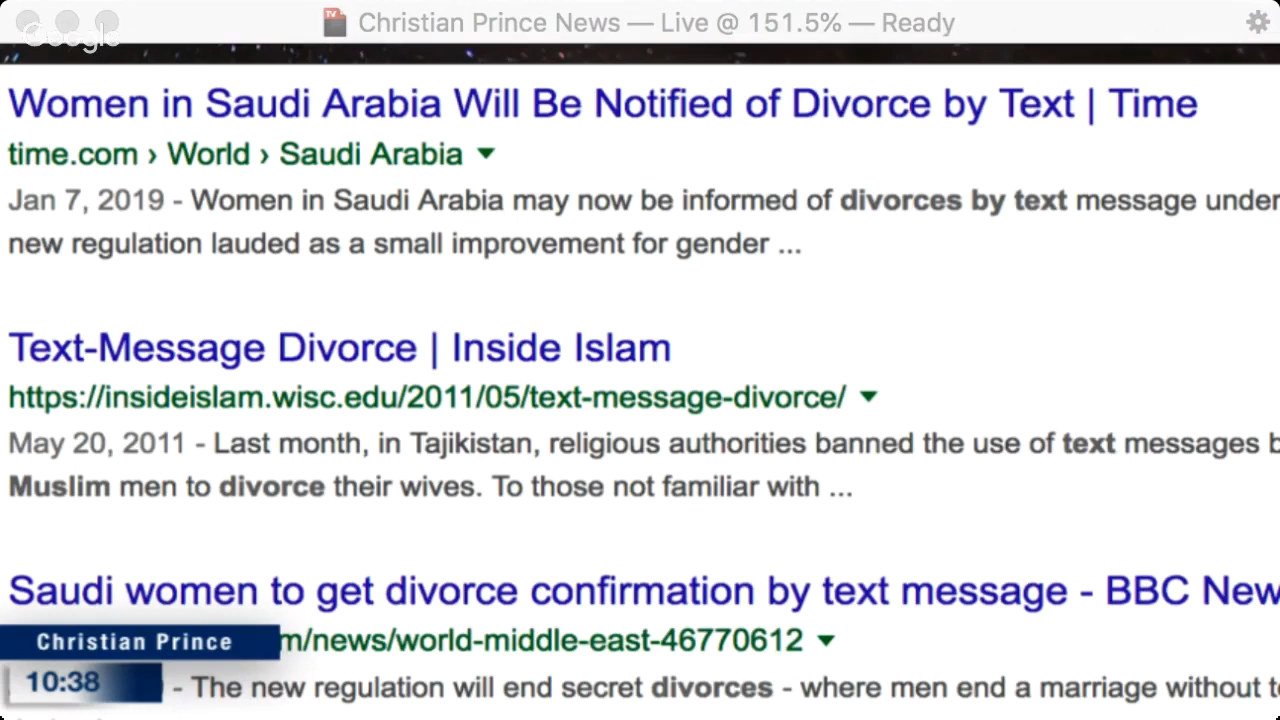 Christian Prince News — Live @ 151.5% — Ready
Google
Women in Saudi Arabia Will Be Notified of Divorce by Text | Time
time.com › World › Saudi Arabia
Jan 7, 2019 - Women in Saudi Arabia may now be informed of divorces by text message under
new regulation lauded as a small improvement for gender ...
Text-Message Divorce | Inside Islam
https://insideislam.wisc.edu/2011/05/text-message-divorce/
May 20, 2011 - Last month, in Tajikistan, religious authorities banned the use of text messages b
Muslim men to divorce their wives. To those not familiar with ...
Saudi women to get divorce confirmation by text message - BBC New
Christian Prince
m/news/world-middle-east-46770612
10:38
- The new regulation will end secret divorces - where men end a marriage without